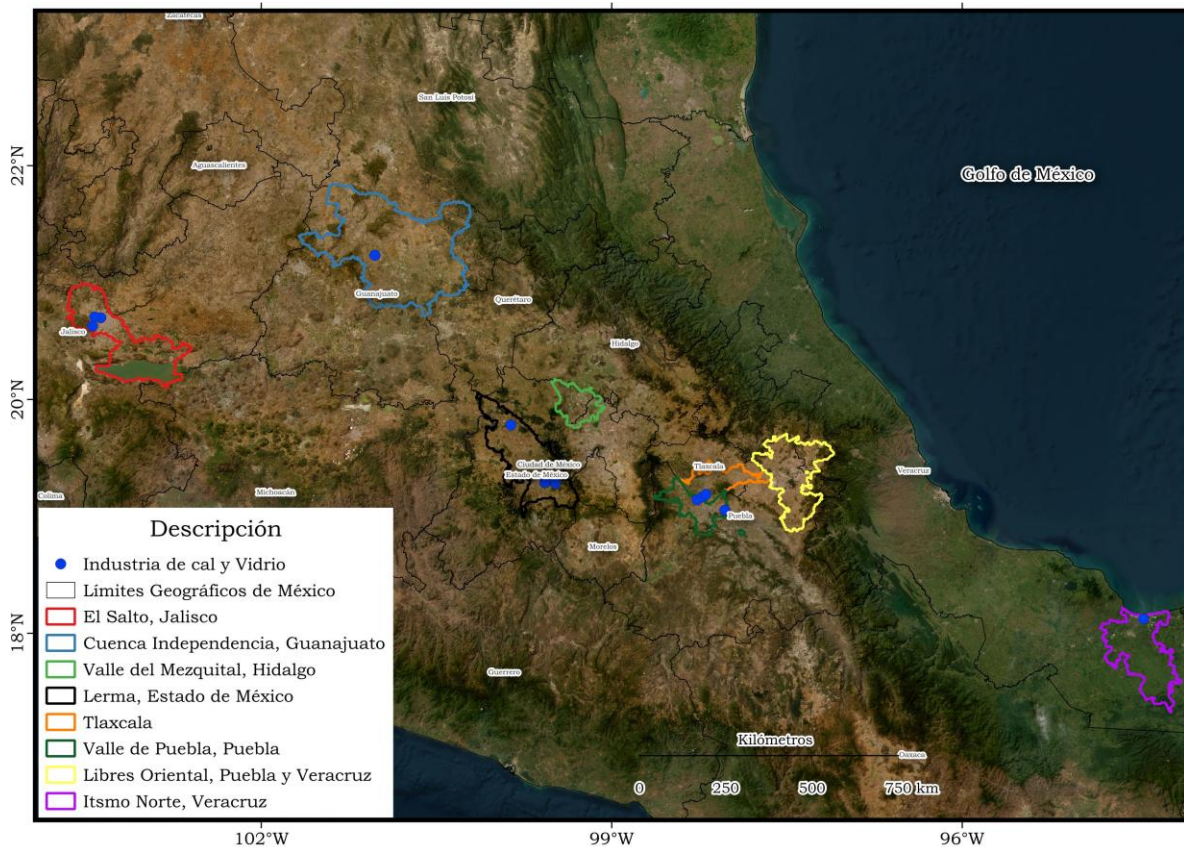 Zacatecas
San Luis Potosí
22°N
Aguascalientes
Golfo de México
Guanajuato
Querétaro
Jalisco
Hidalgo
20°N
Ciudad de México
Estado de México
Tlaxcala
Veracruz
Colima
Michoacán
Puebla
Morelos
18°N
Guerrero
Oaxaca
Descripción
Industria de cal y Vidrio
Límites Geográficos de México
El Salto, Jalisco
Cuenca Independencia, Guanajuato
Valle del Mezquital, Hidalgo
Lerma, Estado de México
Tlaxcala
Valle de Puebla, Puebla
Libres Oriental, Puebla y Veracruz
Itsmo Norte, Veracruz
Kilómetros
0 250 500 750 km
102°W 99°W 96°W